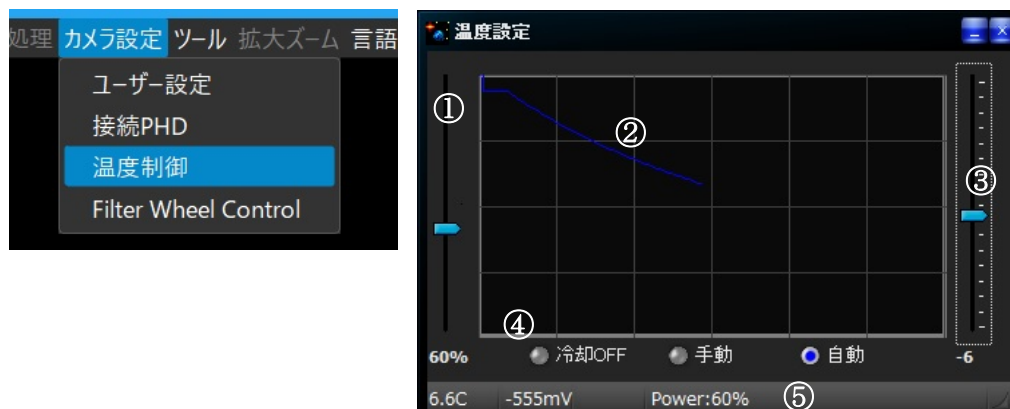 処理 カメラ設定 ツール 拡大ズーム 言語
ユーザー設定
接続PHD
温度制御
Filter Wheel Control
温度設定
①
②
③
④
60%
冷却OFF
手動
自動
-6
6.6C
-555mV
Power:60%
⑤